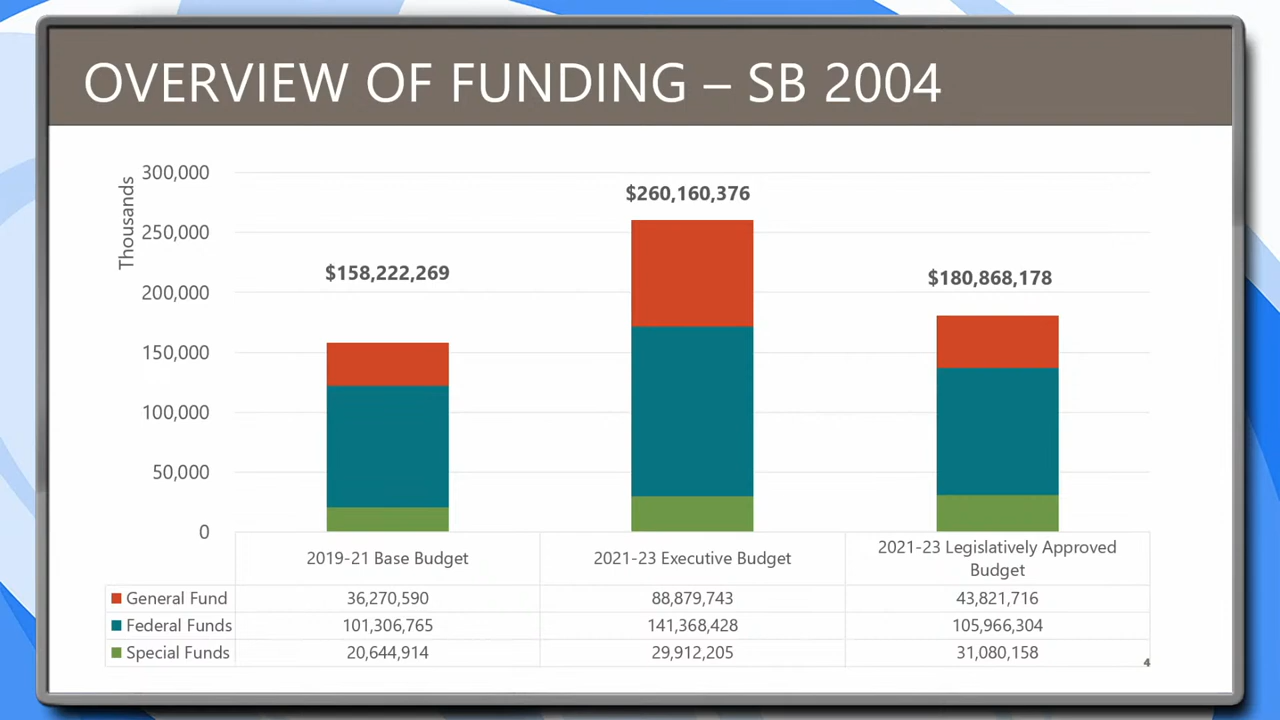 OVERVIEW OF FUNDING – SB 2004
Thousands
300,000
250,000
200,000
150,000
100,000
50,000
0
$158,222,269
$260,160,376
$180,868,178
2019-21 Base Budget
2021-23 Executive Budget
2021-23 Legislatively Approved
Budget
General Fund 36,270,590 88,879,743 43,821,716
Federal Funds 101,306,765 141,368,428 105,966,304
Special Funds 20,644,914 29,912,205 31,080,158
4